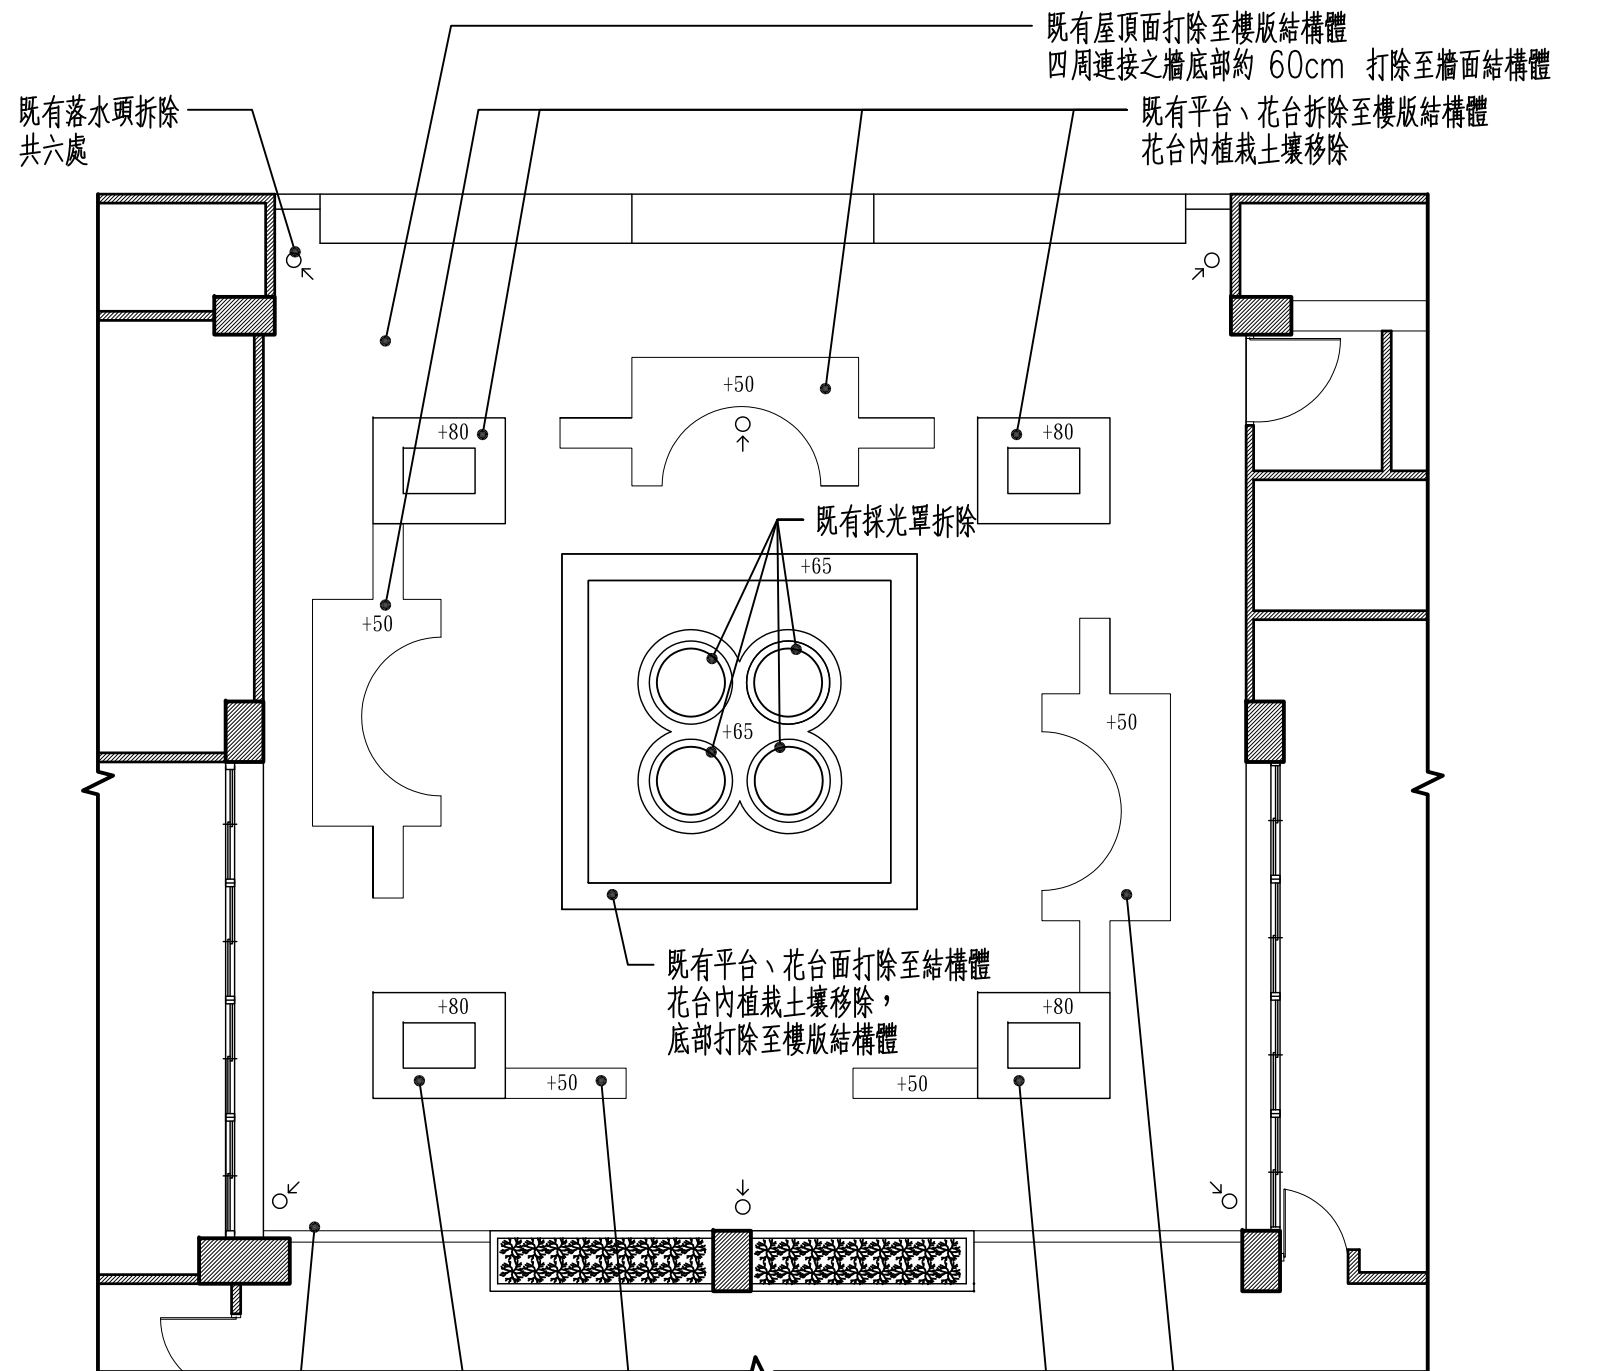 既有屋頂面打除至樓版結構體
四周連接之牆底部約 60cm 打除至牆面結構體
既有落水頭拆除
共六處
既有平台、花台拆除至樓版結構體
花台內植栽土壤移除
+50
+80
+80
既有採光罩拆除
+65
+50
+50
+65
既有平台、花台面打除至結構體
花台內植栽土壤移除，
底部打除至樓版結構體
+80
+80
+50
+50